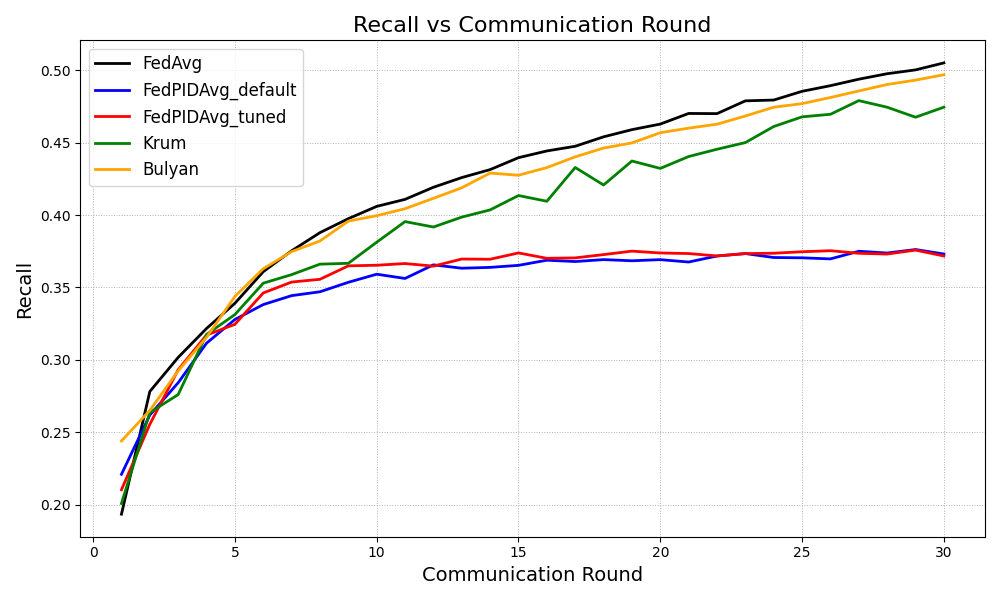 Recall vs Communication Round
FedAvg
FedPIDAvg_default
FedPIDAvg_tuned
Krum
Bulyan
Recall
0.50
0.45
0.40
0.35
0.30
0.25
0.20
0
5
10
15
20
25
30
Communication Round